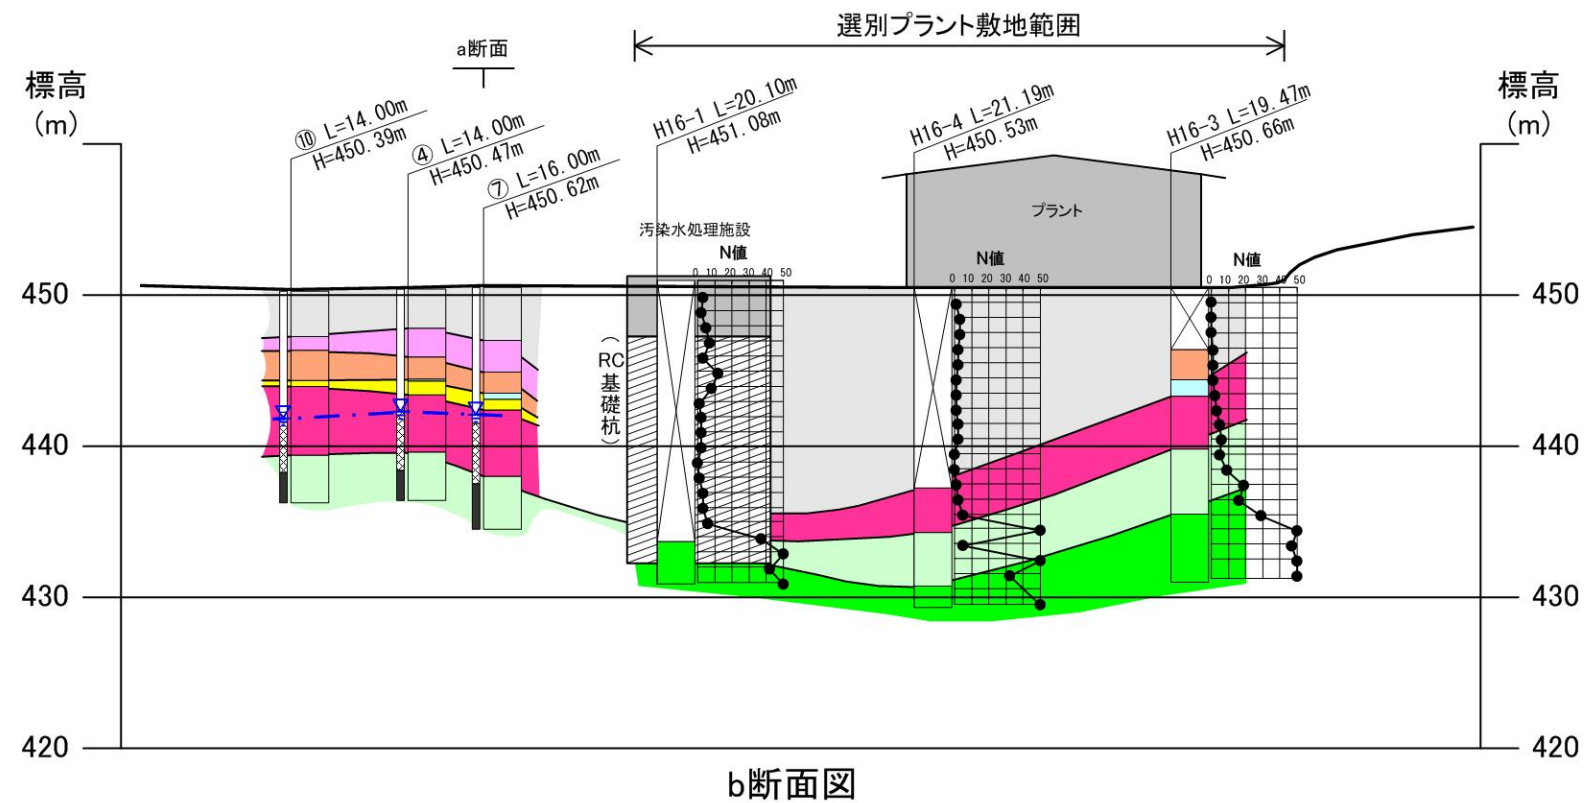 選別プラント敷地範囲
a断面
標高
(m)
標高
(m)
⑩ L=14.00m
H=450.39m
④ L=14.00m
H=450.47m
⑦ L=16.00m
H=450.62m
H16-1 L=20.10m
H=451.08m
H16-4 L=21.19m
H=450.53m
H16-3 L=19.47m
H=450.66m
プラント
汚染水処理施設
N値
0 10 20 30 40 50
N値
0 10 20 30 40 50
N値
0 10 20 30 40 50
(RC基礎杭)
450
450
440
440
430
430
420
420
b断面図